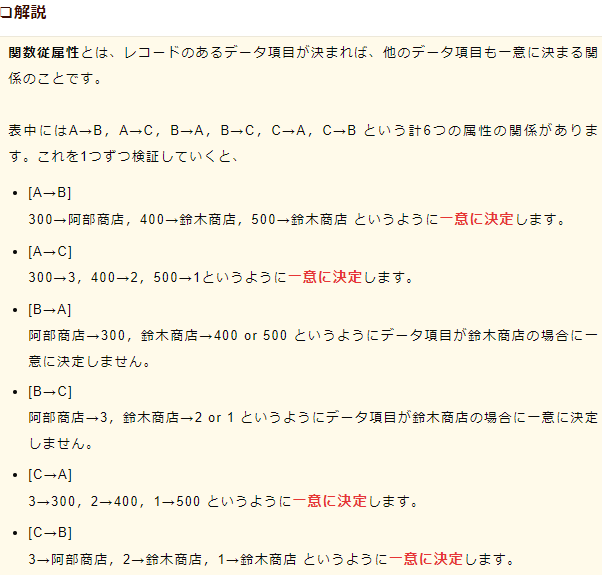 ❏解説
関数従属性とは、レコードのあるデータ項目が決まれば、他のデータ項目も一意に決まる関
係のことです。
表中にはA→B，A→C，B→A，B→C，C→A，C→B という計6つの属性の関係がありま
す。これを1つずつ検証していくと、
• [A→B]
300→阿部商店，400→鈴木商店，500→鈴木商店 というように一意に決定します。
• [A→C]
300→3，400→2，500→1というように一意に決定します。
• [B→A]
阿部商店→300，鈴木商店→400 or 500 というようにデータ項目が鈴木商店の場合に一
意に決定しません。
• [B→C]
阿部商店→3，鈴木商店→2 or 1 というようにデータ項目が鈴木商店の場合に一意に決定
しません。
• [C→A]
3→300，2→400，1→500 というように一意に決定します。
• [C→B]
3→阿部商店，2→鈴木商店，1→鈴木商店 というように一意に決定します。